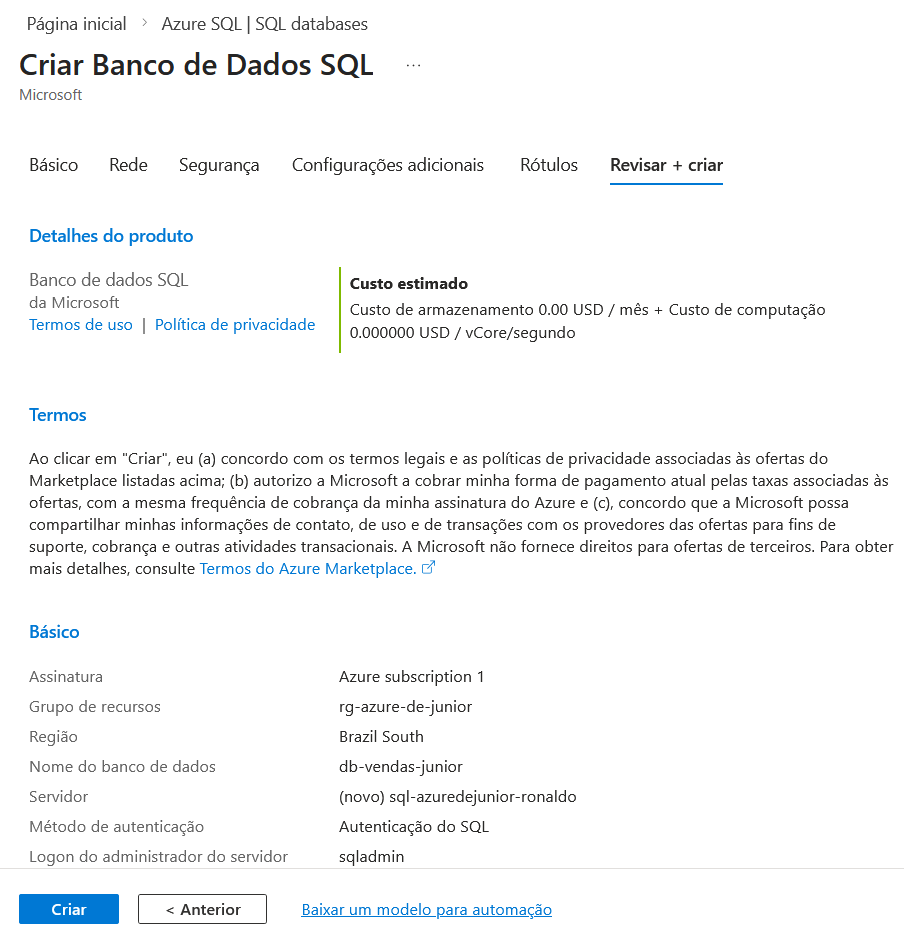 Página inicial > Azure SQL | SQL databases
Criar Banco de Dados SQL ...
Microsoft
Básico Rede Segurança Configurações adicionais Rótulos Revisar + criar
Detalhes do produto
Banco de dados SQL
da Microsoft
Termos de uso | Política de privacidade
Custo estimado
Custo de armazenamento 0.00 USD / mês + Custo de computação
0.000000 USD / vCore/segundo
Termos
Ao clicar em "Criar", eu (a) concordo com os termos legais e as políticas de privacidade associadas às ofertas do
Marketplace listadas acima; (b) autorizo a Microsoft a cobrar minha forma de pagamento atual pelas taxas associadas às
ofertas, com a mesma frequência de cobrança da minha assinatura do Azure e (c), concordo que a Microsoft possa
compartilhar minhas informações de contato, de uso e de transações com os provedores das ofertas para fins de
suporte, cobrança e outras atividades transacionais. A Microsoft não fornece direitos para ofertas de terceiros. Para obter
mais detalhes, consulte Termos do Azure Marketplace.
Básico
Assinatura Azure subscription 1
Grupo de recursos rg-azure-de-junior
Região Brazil South
Nome do banco de dados db-vendas-junior
Servidor (novo) sql-azuredejunior-ronaldo
Método de autenticação Autenticação do SQL
Logon do administrador do servidor sqladmin
Criar < Anterior Baixar um modelo para automação